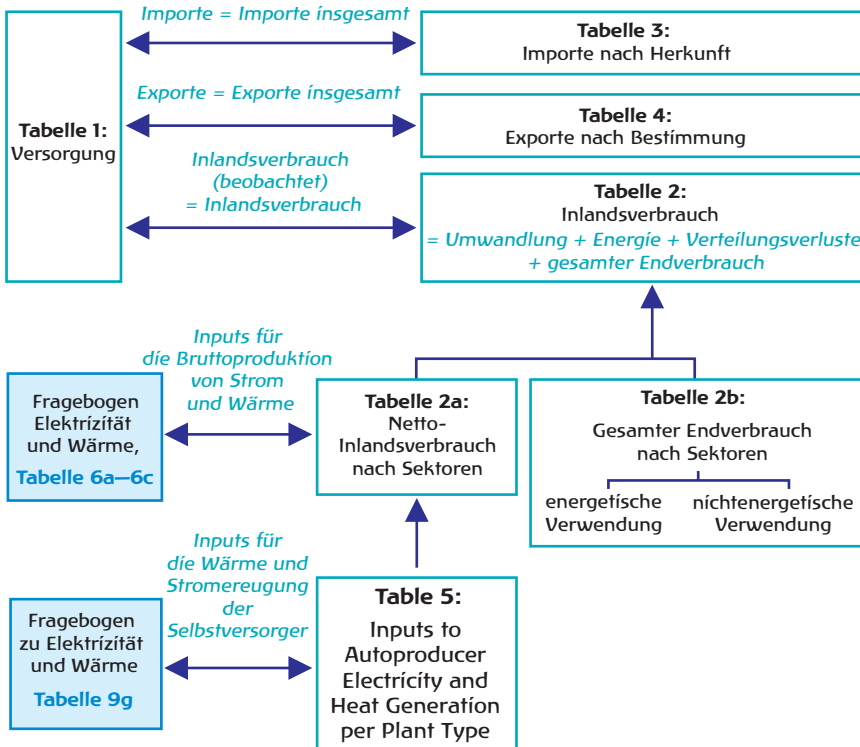 Importe = Importe insgesamt
Tabelle 3:
Importe nach Herkunft
Exporte = Exporte insgesamt
Tabelle 4:
Exporte nach Bestimmung
Tabelle 1:
Versorgung
Inlandsverbrauch
(beobachtet)
= Inlandsverbrauch
Tabelle 2:
Inlandsverbrauch
= Umwandlung + Energie + Verteilungsverluste
+ gesamter Endverbrauch
Inputs für
die Bruttoproduktion
von Strom
und Wärme
Fragebogen
Elektrizität
und Wärme,
Tabelle 6a—6c
Tabelle 2a:
Netto-
Inlandsverbrauch
nach Sektoren
Tabelle 2b:
Gesamter Endverbrauch
nach Sektoren
energetische
Verwendung
nichtenergetische
Verwendung
Inputs für
die Wärme und
Stromereugung
der
Selbstversorger
Fragebogen
zu Elektrizität
und Wärme
Tabelle 9g
Table 5:
Inputs to
Autoproducer
Electricity and
Heat Generation
per Plant Type